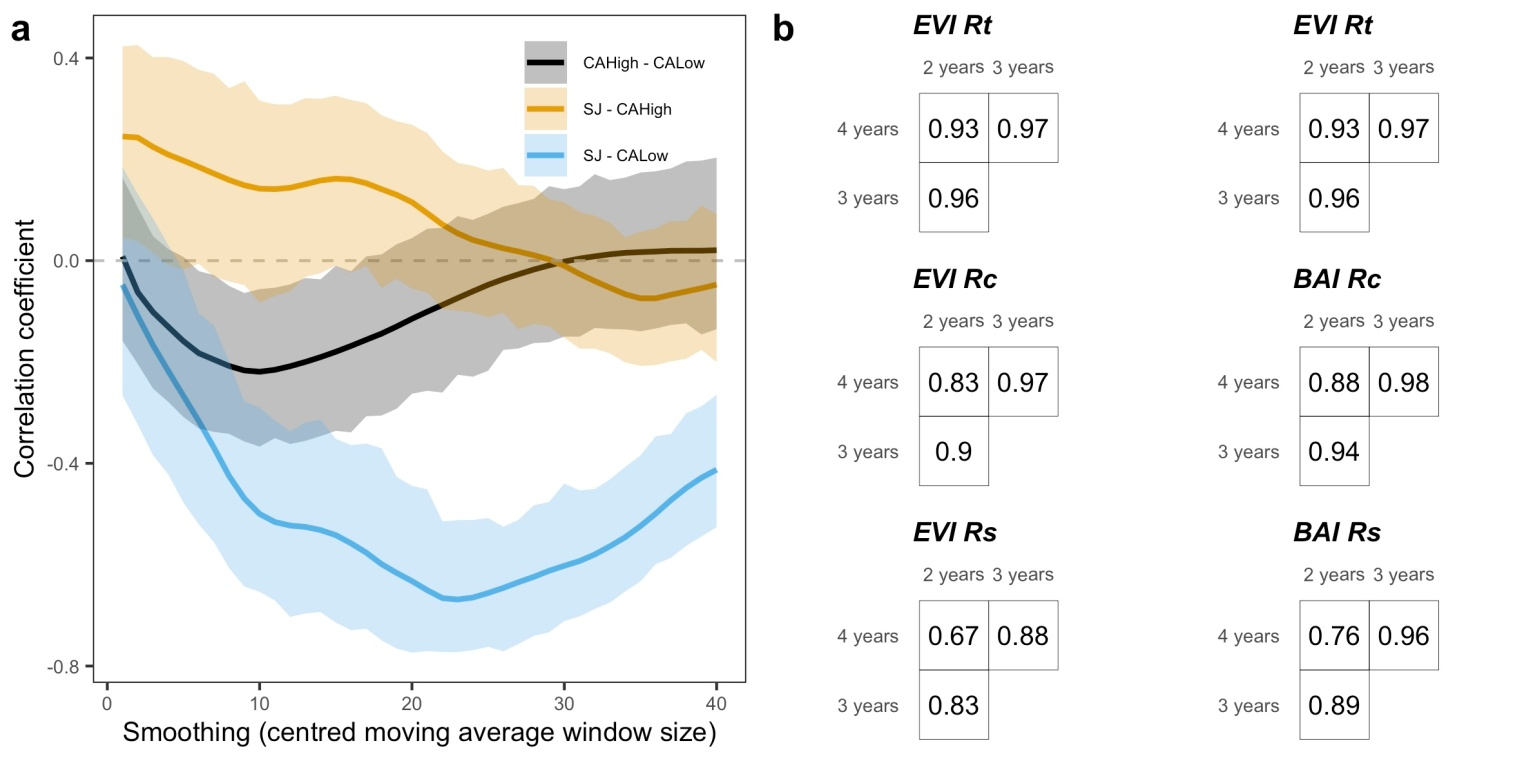 a
0.4
0.0
-0.4
-0.8
Correlation coefficient
CAHigh - CALow
SJ - CAHigh
SJ - CALow
0 10 20 30 40
Smoothing (centred moving average window size)
b
EVI Rt
2 years 3 years
4 years 0.93 0.97
3 years 0.96
EVI Rt
2 years 3 years
4 years 0.93 0.97
3 years 0.96
EVI Rc
2 years 3 years
4 years 0.83 0.97
3 years 0.9
BAI Rc
2 years 3 years
4 years 0.88 0.98
3 years 0.94
EVI Rs
2 years 3 years
4 years 0.67 0.88
3 years 0.83
BAI Rs
2 years 3 years
4 years 0.76 0.96
3 years 0.89